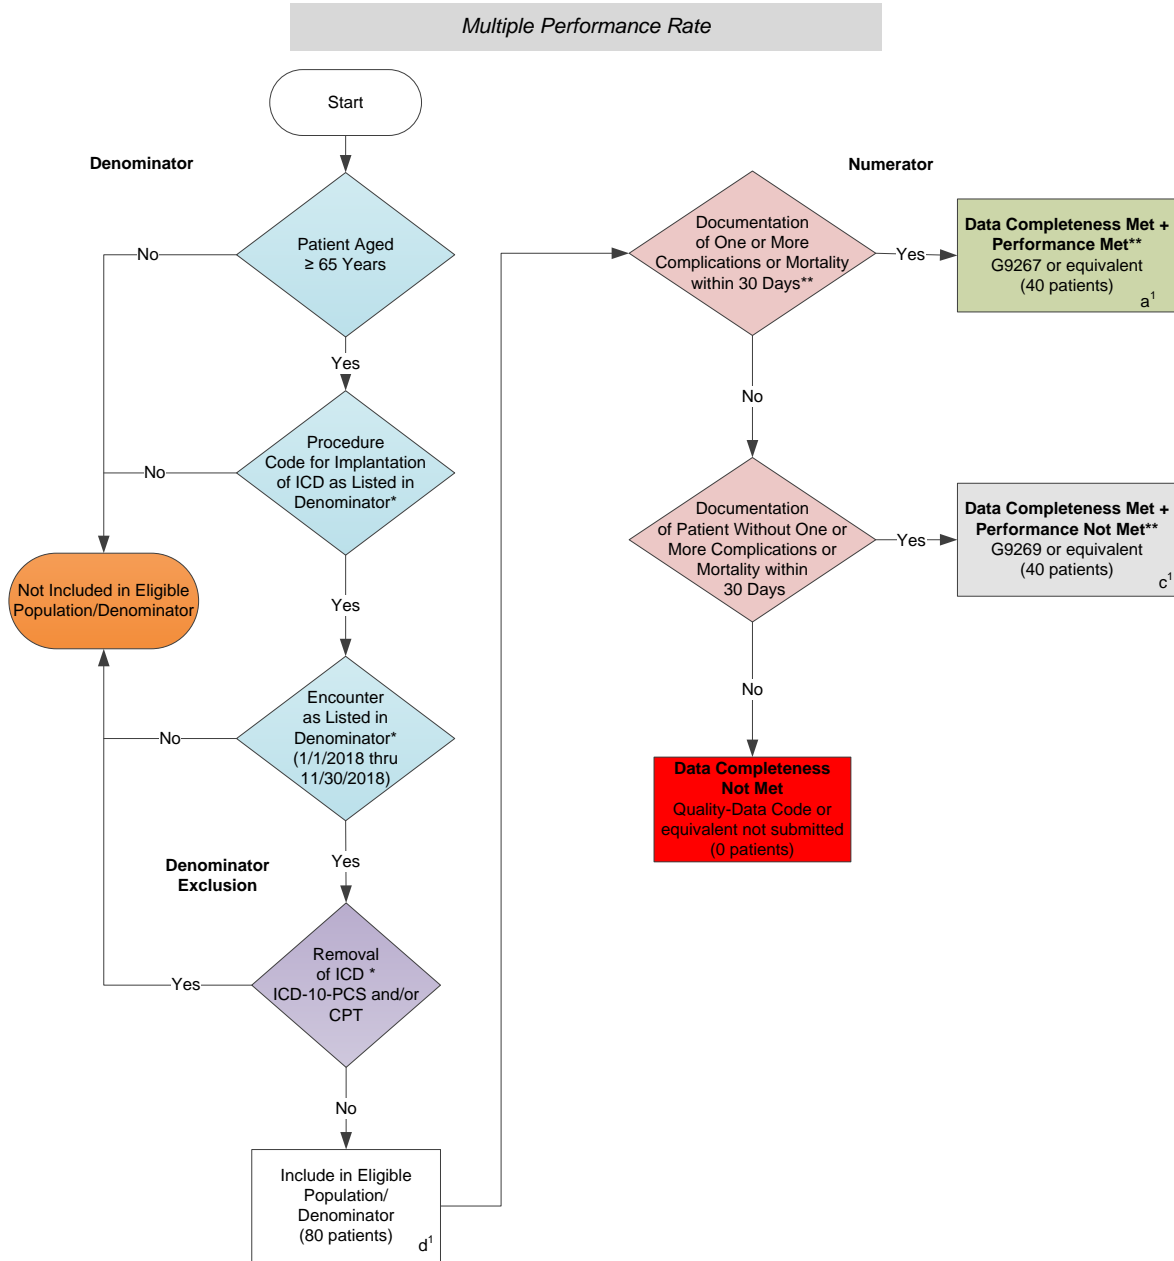 Multiple Performance Rate
Start
Denominator
Patient Aged
≥ 65 Years
No
Yes
Procedure
Code for Implantation
of ICD as Listed in
Denominator*
No
Not Included in Eligible
Population/Denominator
Yes
Encounter
as Listed in
Denominator*
(1/1/2018 thru
11/30/2018)
No
Yes
Denominator
Exclusion
Removal
of ICD *
ICD-10-PCS and/or
CPT
Yes
No
Include in Eligible
Population/
Denominator
(80 patients)
d¹
Numerator
Documentation
of One or More
Complications or Mortality
within 30 Days**
Yes
Data Completeness Met +
Performance Met**
G9267 or equivalent
(40 patients)
a¹
No
Documentation
of Patient Without One or
More Complications or
Mortality within
30 Days
Yes
Data Completeness Met +
Performance Not Met**
G9269 or equivalent
(40 patients)
c¹
No
Data Completeness
Not Met
Quality-Data Code or
equivalent not submitted
(0 patients)